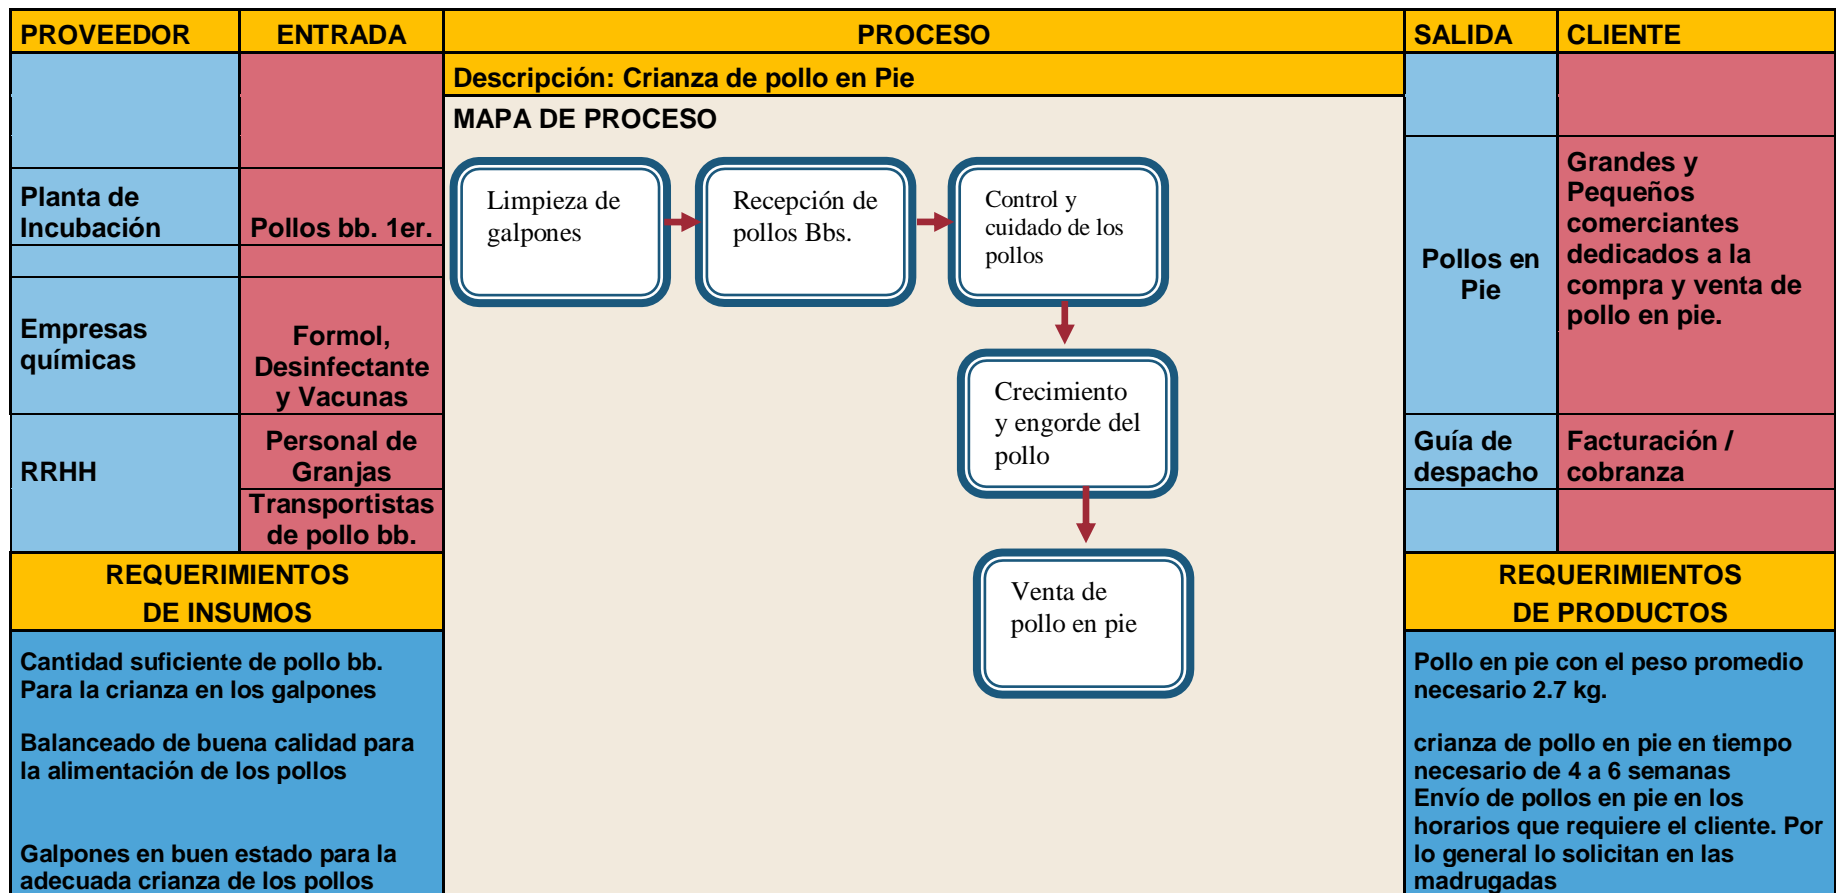 PROVEEDOR
ENTRADA
PROCESO
SALIDA
CLIENTE
Descripción: Crianza de pollo en Pie
MAPA DE PROCESO
Planta de
Incubación
Pollos bb. 1er.
Empresas
químicas
Formol,
Desinfectante
y Vacunas
RRHH
Personal de
Granjas
Transportistas
de pollo bb.
Limpieza de
galpones
Recepción de
pollos Bbs.
Control y
cuidado de los
pollos
Crecimiento
y engorde del
pollo
Venta de
pollo en pie
Pollos en
Pie
Grandes y
Pequeños
comerciantes
dedicados a la
compra y venta de
pollo en pie.
Guía de
despacho
Facturación /
cobranza
REQUERIMIENTOS
DE INSUMOS
Cantidad suficiente de pollo bb.
Para la crianza en los galpones
Balanceado de buena calidad para
la alimentación de los pollos
Galpones en buen estado para la
adecuada crianza de los pollos
REQUERIMIENTOS
DE PRODUCTOS
Pollo en pie con el peso promedio
necesario 2.7 kg.
crianza de pollo en pie en tiempo
necesario de 4 a 6 semanas
Envío de pollos en pie en los
horarios que requiere el cliente. Por
lo general lo solicitan en las
madrugadas